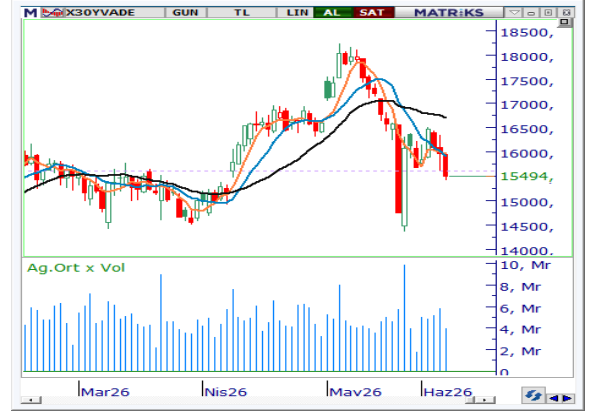 M X30YVADE GUN TL LIN AL SAT MATRiKS
18500,
18000,
17500,
17000,
16500,
16000,
15494,
15000,
14500,
14000,
Ag.Ort x Vol
10, Mr
8, Mr
6, Mr
4, Mr
2, Mr
0
Mar26 Nis26 May26 Haz26